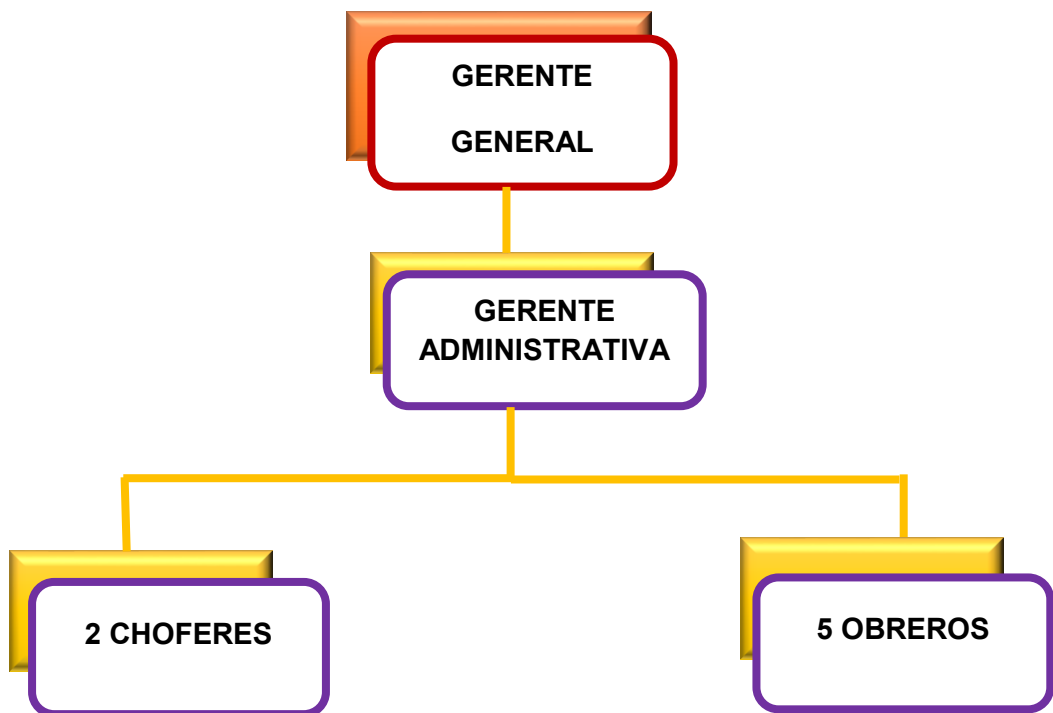 GERENTE
GENERAL
GERENTE
ADMINISTRATIVA
2 CHOFERES
5 OBREROS